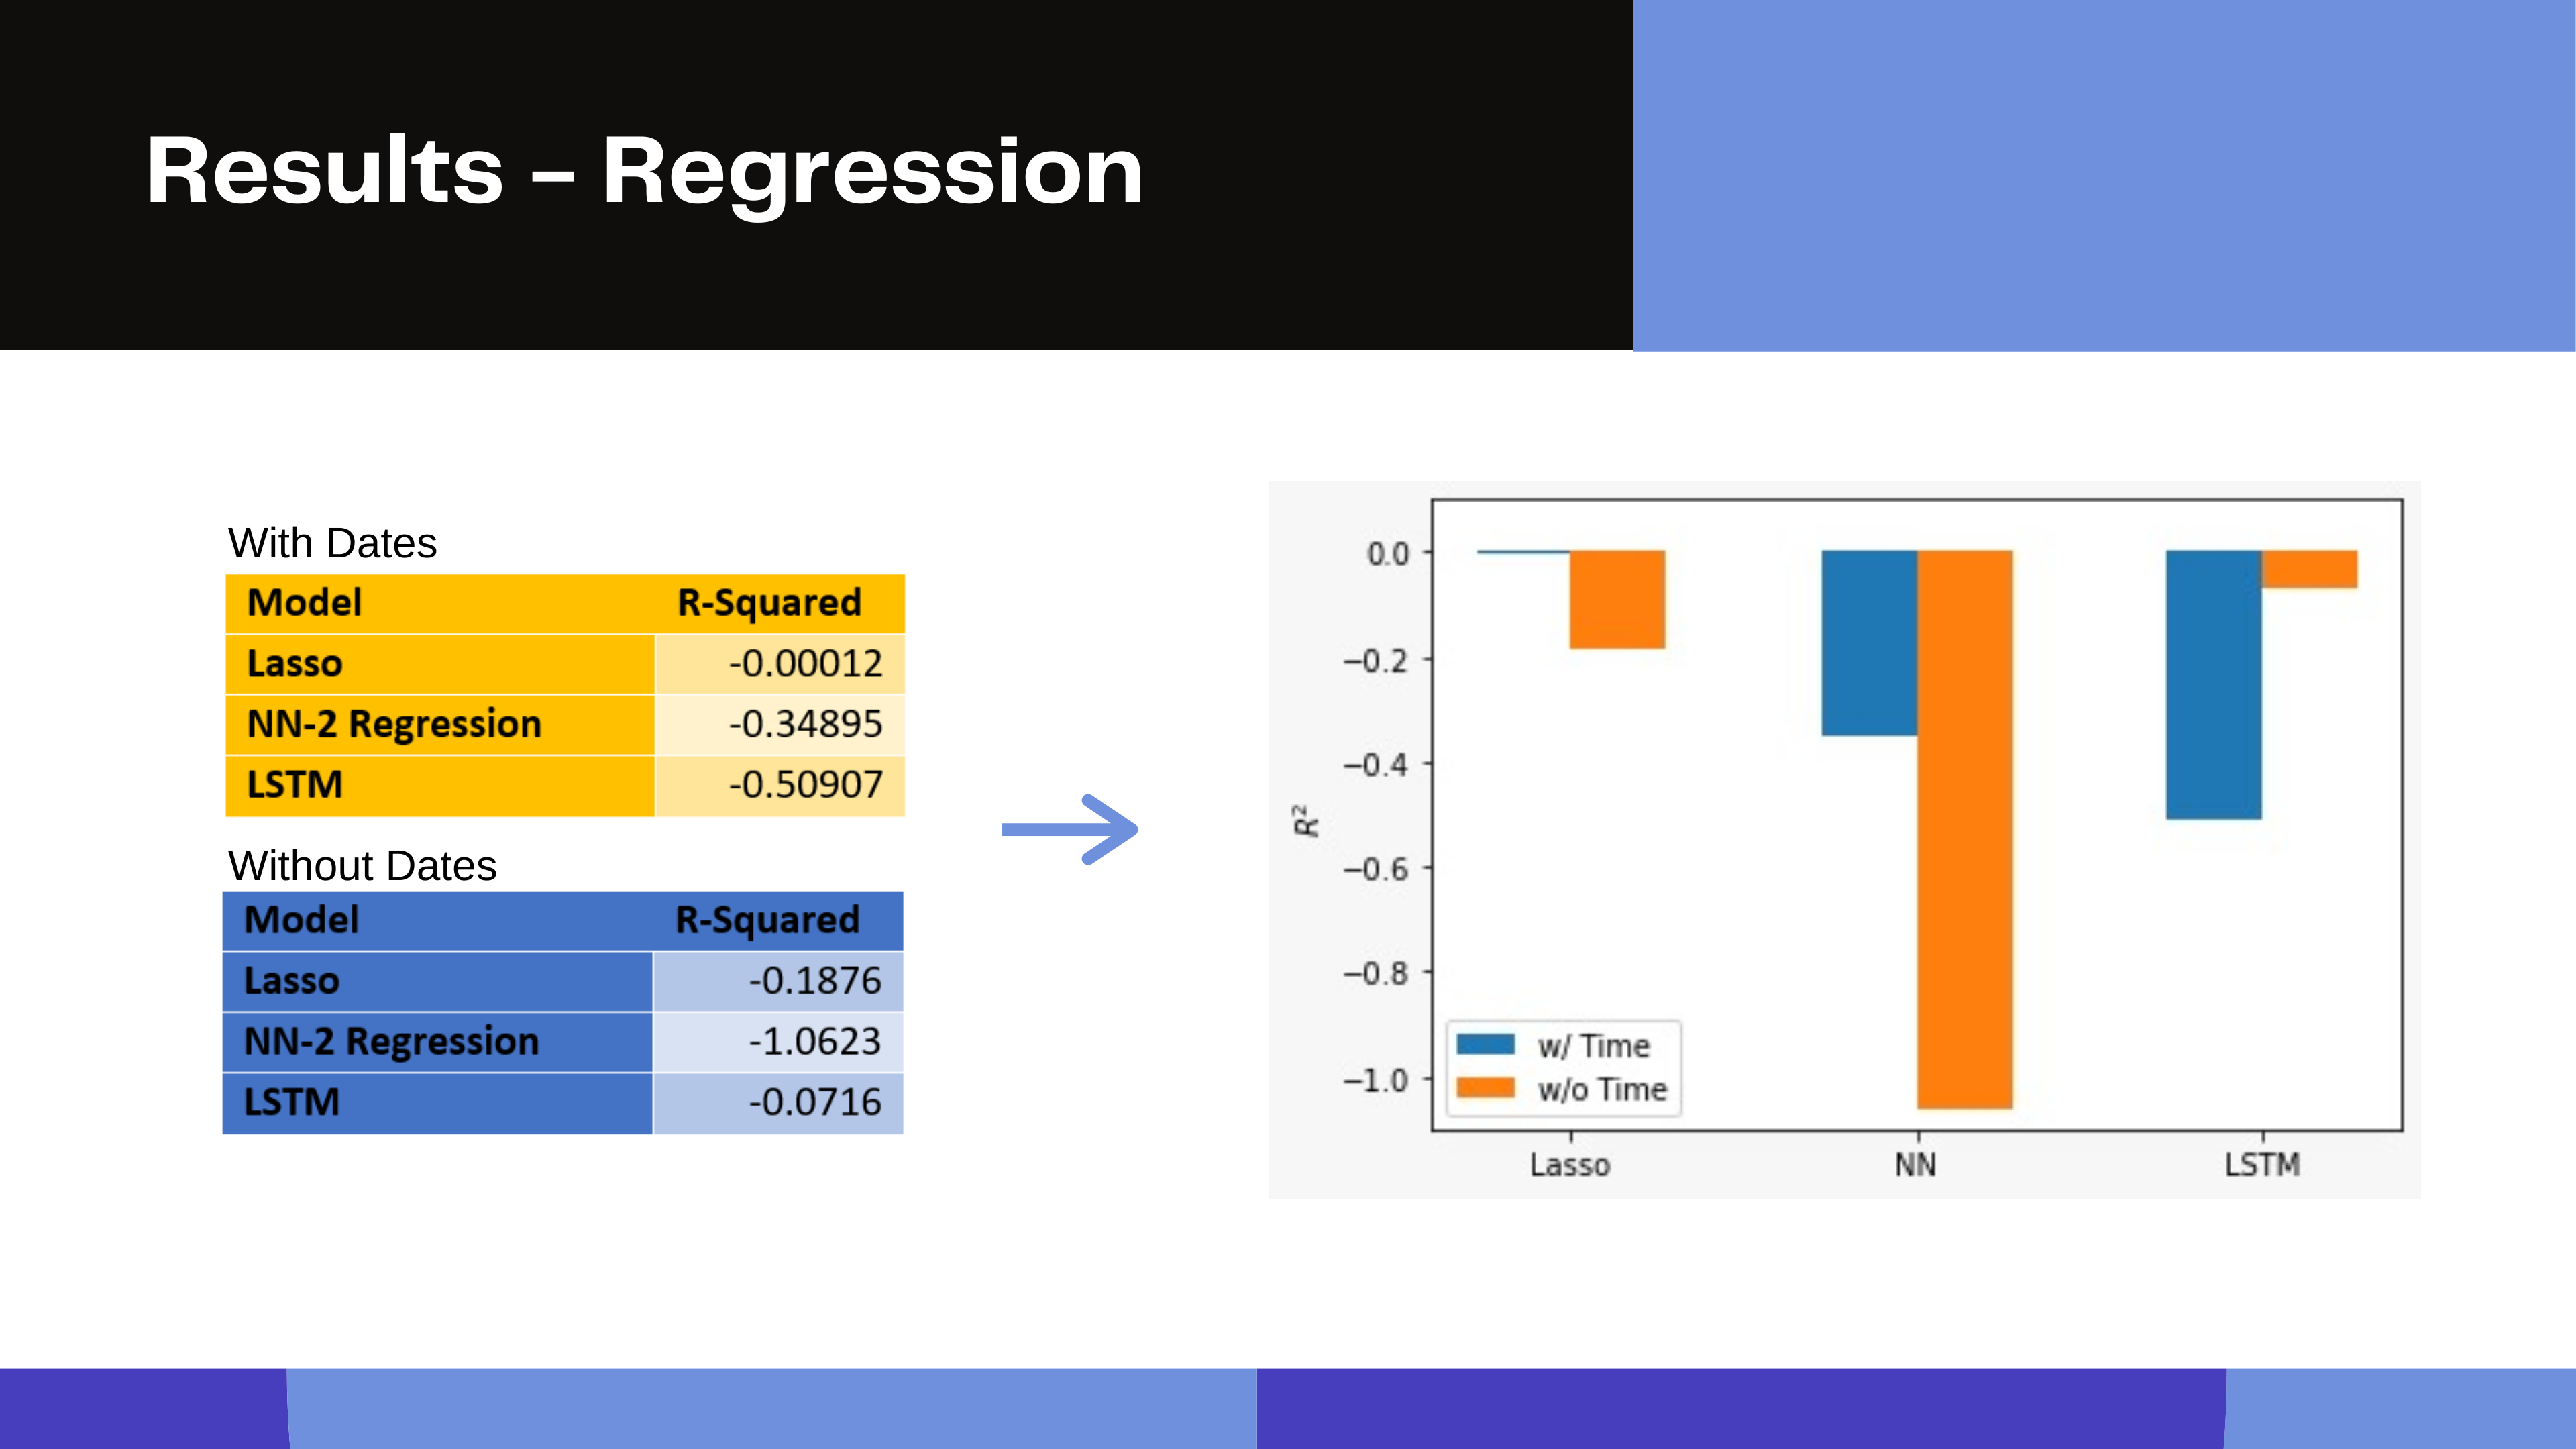 Results – Regression
With Dates
Model R-Squared
Lasso -0.00012
NN-2 Regression -0.34895
LSTM -0.50907
Without Dates
Model R-Squared
Lasso -0.1876
NN-2 Regression -1.0623
LSTM -0.0716
R²
0.0
−0.2
−0.4
−0.6
−0.8
−1.0
w/ Time
w/o Time
Lasso NN LSTM